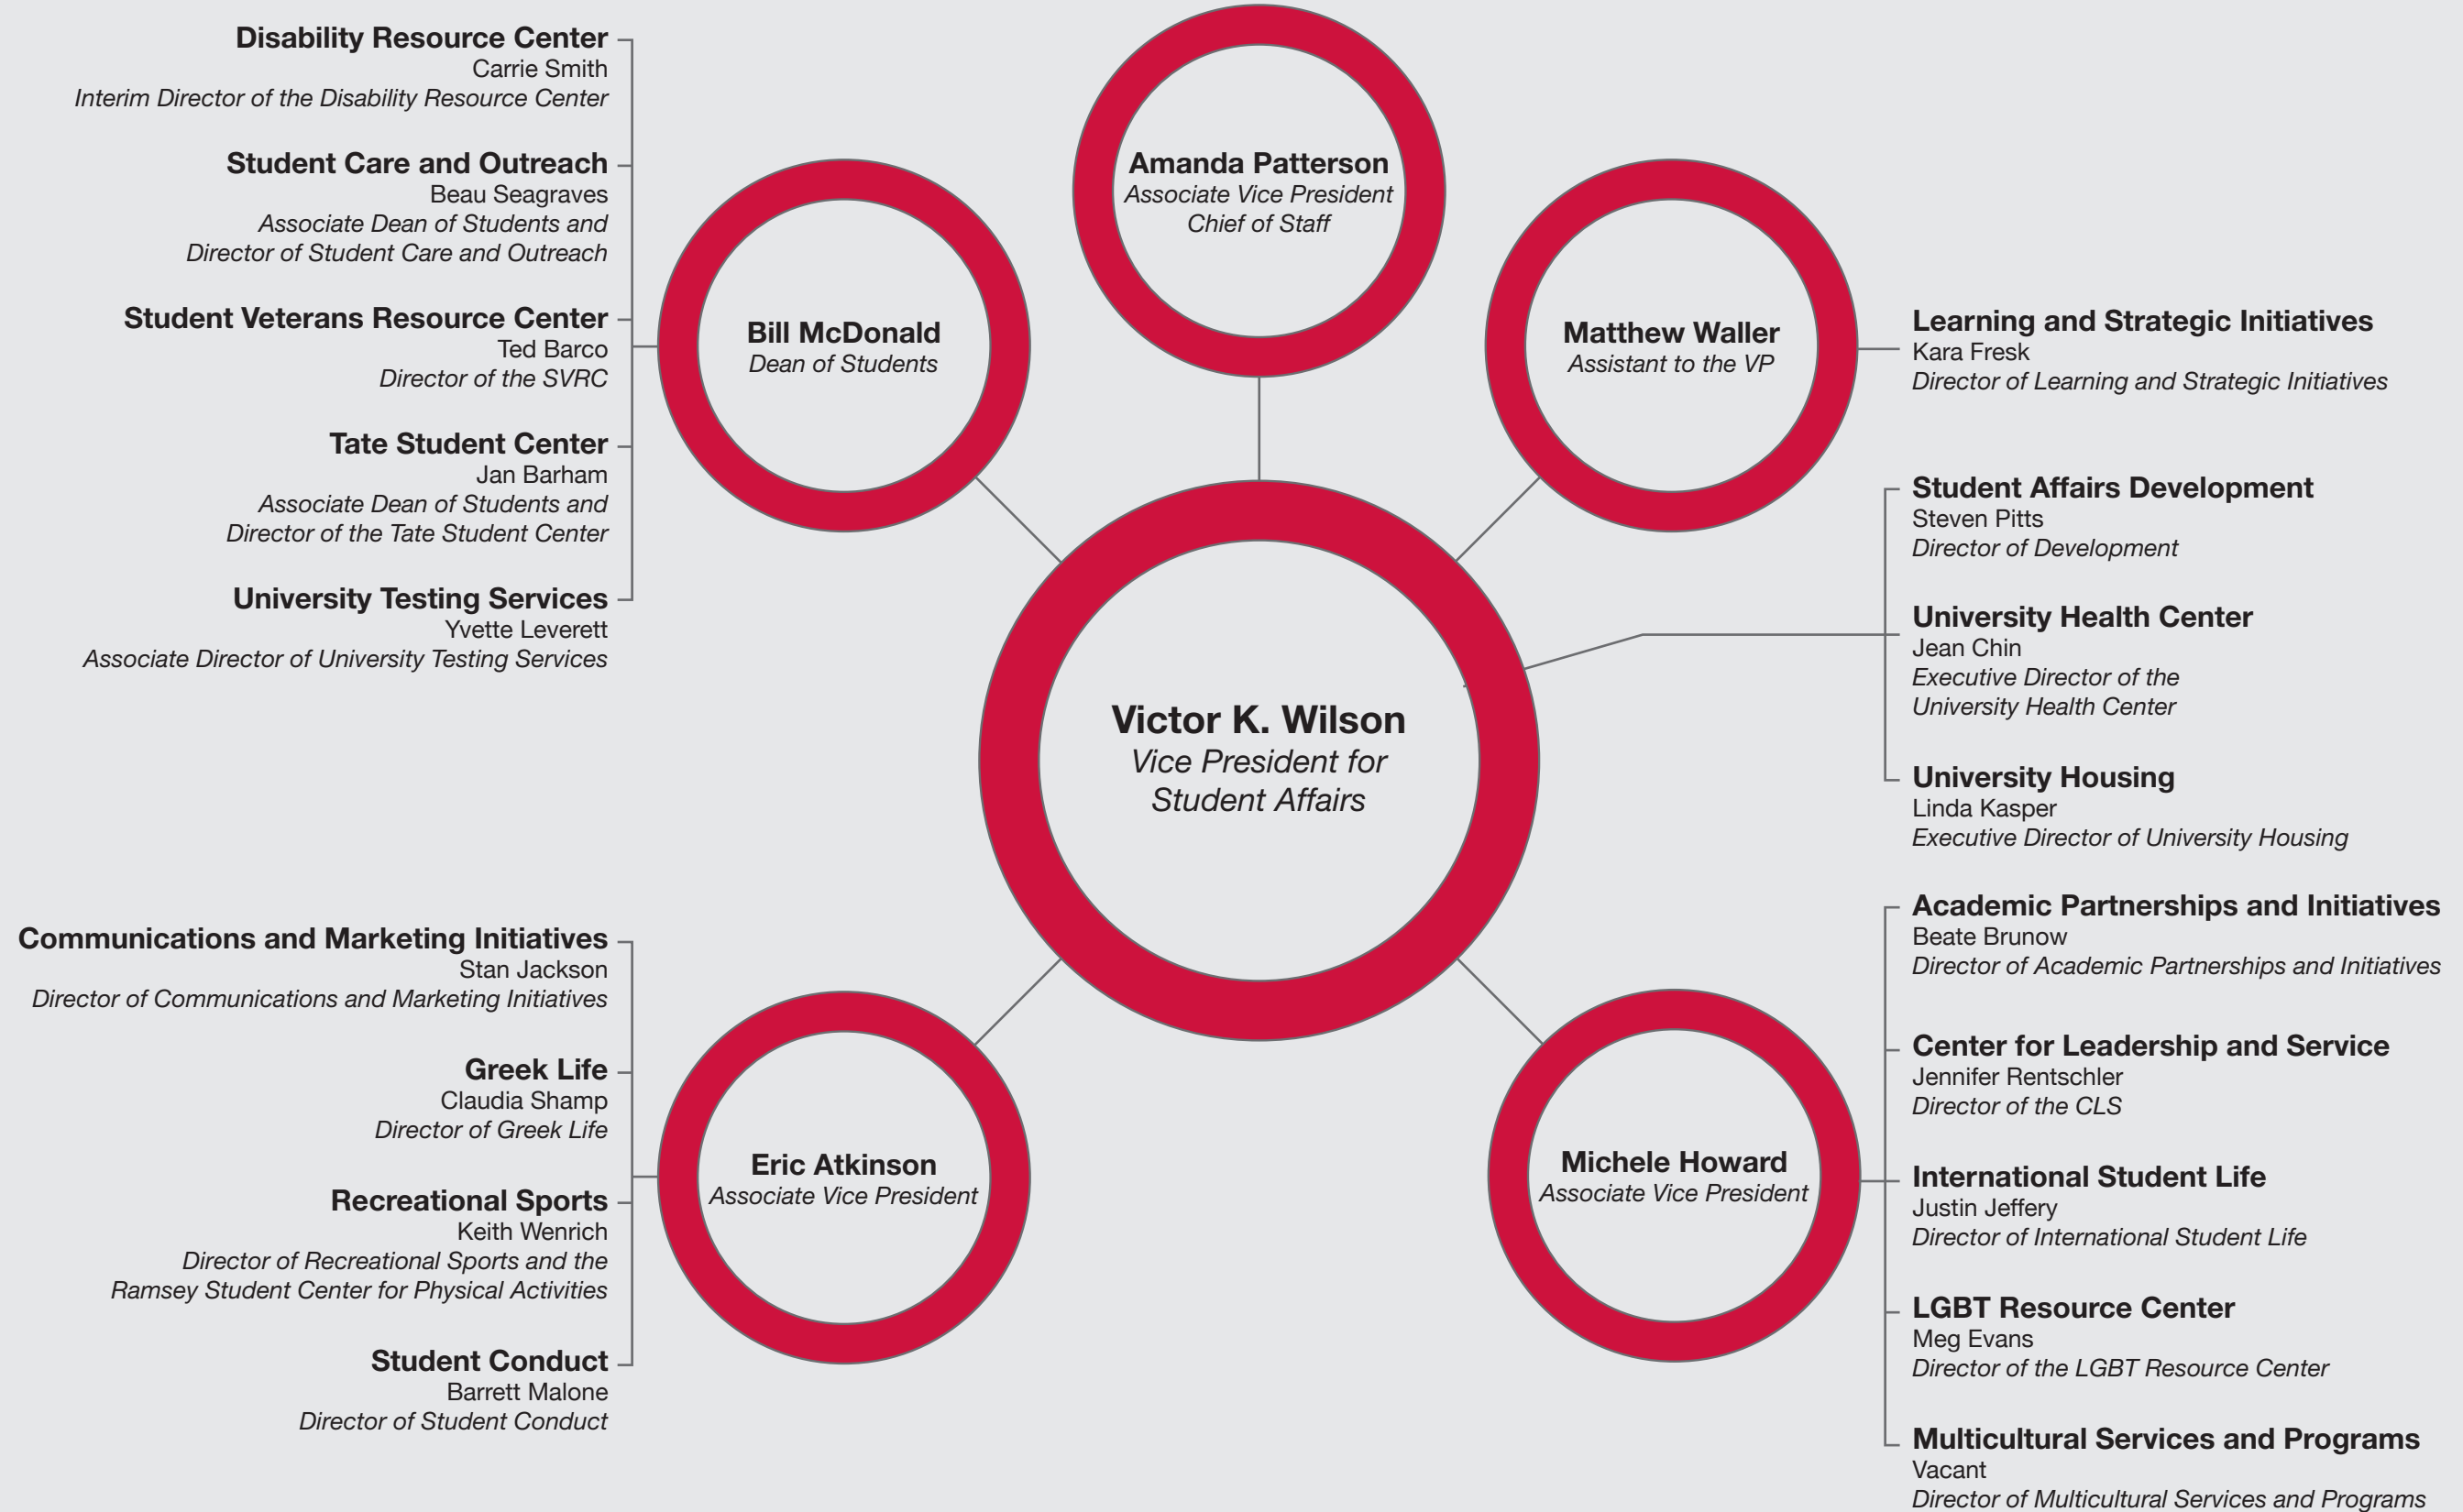 Disability Resource Center
Carrie Smith
Interim Director of the Disability Resource Center
Student Care and Outreach
Beau Seagraves
Associate Dean of Students and
Director of Student Care and Outreach
Student Veterans Resource Center
Ted Barco
Director of the SVRC
Tate Student Center
Jan Barham
Associate Dean of Students and
Director of the Tate Student Center
University Testing Services
Yvette Leverett
Associate Director of University Testing Services
Bill McDonald
Dean of Students
Amanda Patterson
Associate Vice President
Chief of Staff
Matthew Waller
Assistant to the VP
Learning and Strategic Initiatives
Kara Fresk
Director of Learning and Strategic Initiatives
Student Affairs Development
Steven Pitts
Director of Development
University Health Center
Jean Chin
Executive Director of the
University Health Center
University Housing
Linda Kasper
Executive Director of University Housing
Victor K. Wilson
Vice President for
Student Affairs
Communications and Marketing Initiatives
Stan Jackson
Director of Communications and Marketing Initiatives
Greek Life
Claudia Shamp
Director of Greek Life
Recreational Sports
Keith Wenrich
Director of Recreational Sports and the
Ramsey Student Center for Physical Activities
Student Conduct
Barrett Malone
Director of Student Conduct
Eric Atkinson
Associate Vice President
Michele Howard
Associate Vice President
Academic Partnerships and Initiatives
Beate Brunow
Director of Academic Partnerships and Initiatives
Center for Leadership and Service
Jennifer Rentschler
Director of the CLS
International Student Life
Justin Jeffery
Director of International Student Life
LGBT Resource Center
Meg Evans
Director of the LGBT Resource Center
Multicultural Services and Programs
Vacant
Director of Multicultural Services and Programs